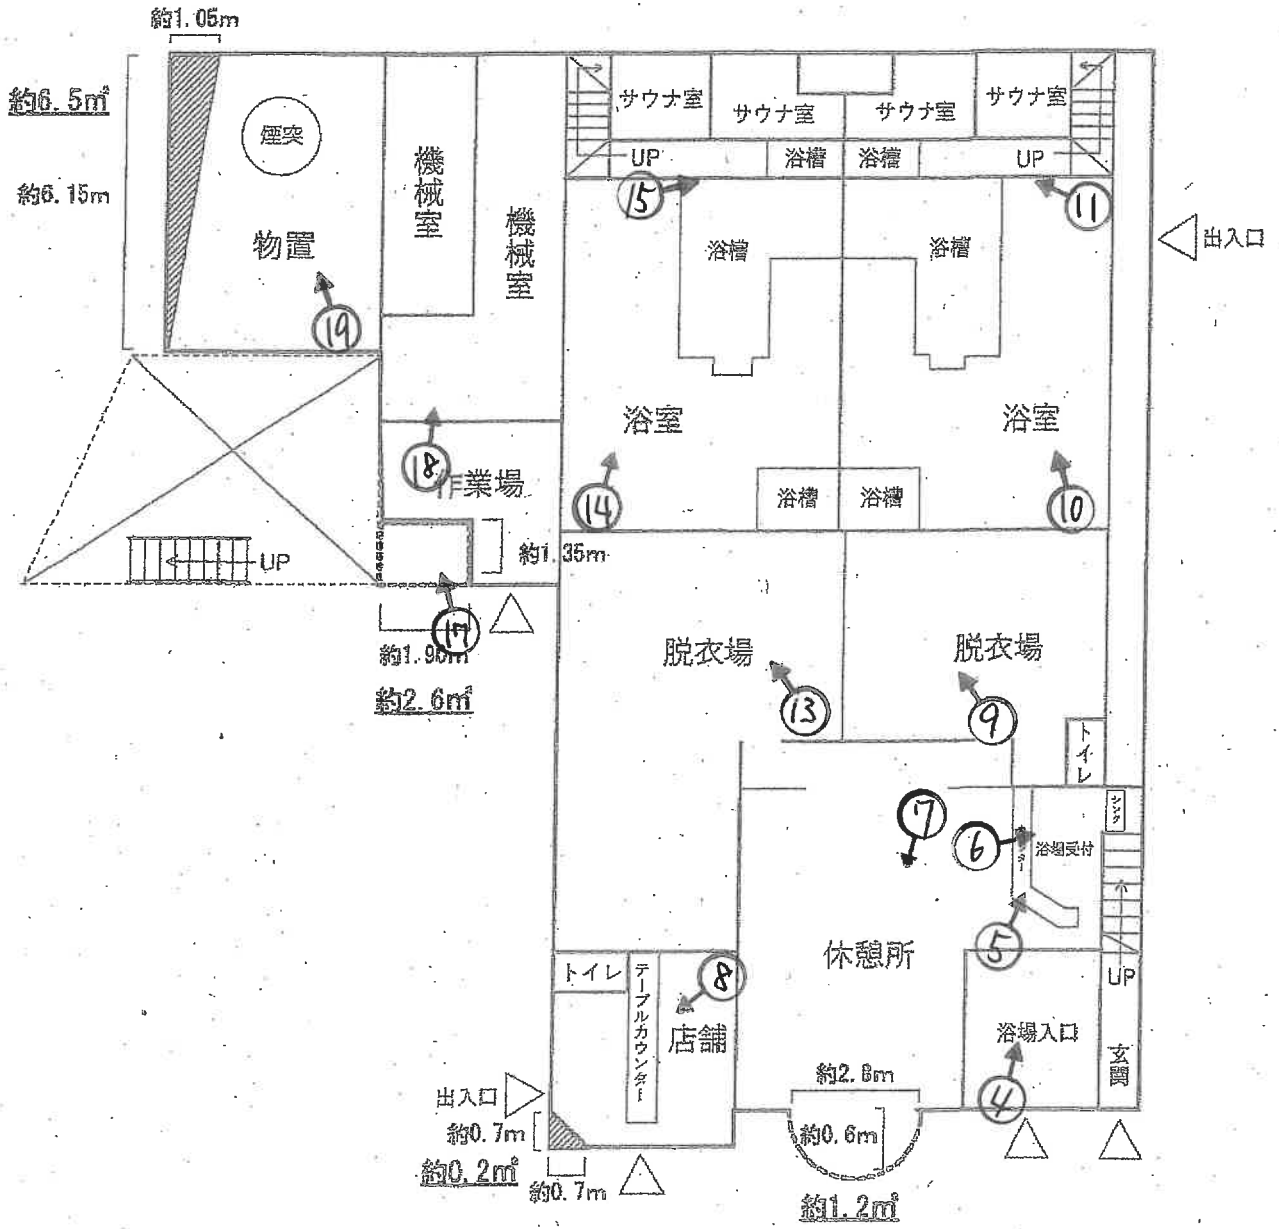 約1.05m
約6.5㎡
約6.15m
煙突
物置
機械室
機械室
サウナ室
サウナ室
サウナ室
サウナ室
UP
浴槽
浴槽
UP
15
11
浴槽
浴槽
出入口
19
浴室
浴室
18
作業場
14
浴槽
浴槽
10
約1.35m
UP
17
約1.90m
約2.6㎡
脱衣場
脱衣場
13
9
トイレ
シンク
7
6
浴場受付
5
休憩所
トイレ
テーブルカウンター
8
店舗
UP
浴場入口
玄関
4
出入口
約2.8m
約0.6m
約0.7m
約0.2㎡
約0.7m
約1.2㎡